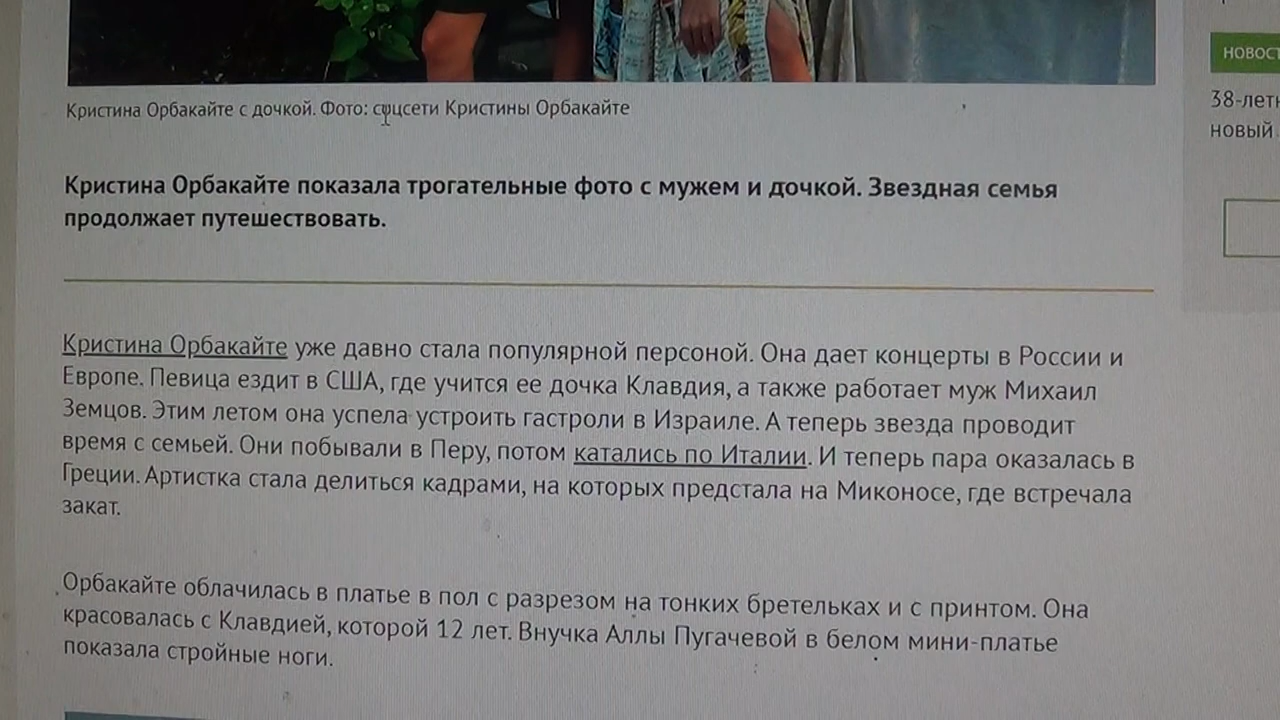 Кристина Орбакайте с дочкой. Фото: соцсети Кристины Орбакайте
Кристина Орбакайте показала трогательные фото с мужем и дочкой. Звездная семья
продолжает путешествовать.
Кристина Орбакайте уже давно стала популярной персоной. Она дает концерты в России и
Европе. Певица ездит в США, где учится ее дочка Клавдия, а также работает муж Михаил
Земцов. Этим летом она успела устроить гастроли в Израиле. А теперь звезда проводит
время с семьей. Они побывали в Перу, потом катались по Италии. И теперь пара оказалась в
Греции. Артистка стала делиться кадрами, на которых предстала на Миконосе, где встречала
закат.
Орбакайте облачилась в платье в пол с разрезом на тонких бретельках и с принтом. Она
красовалась с Клавдией, которой 12 лет. Внучка Аллы Пугачевой в белом мини-платье
показала стройные ноги.
38-лет
новый